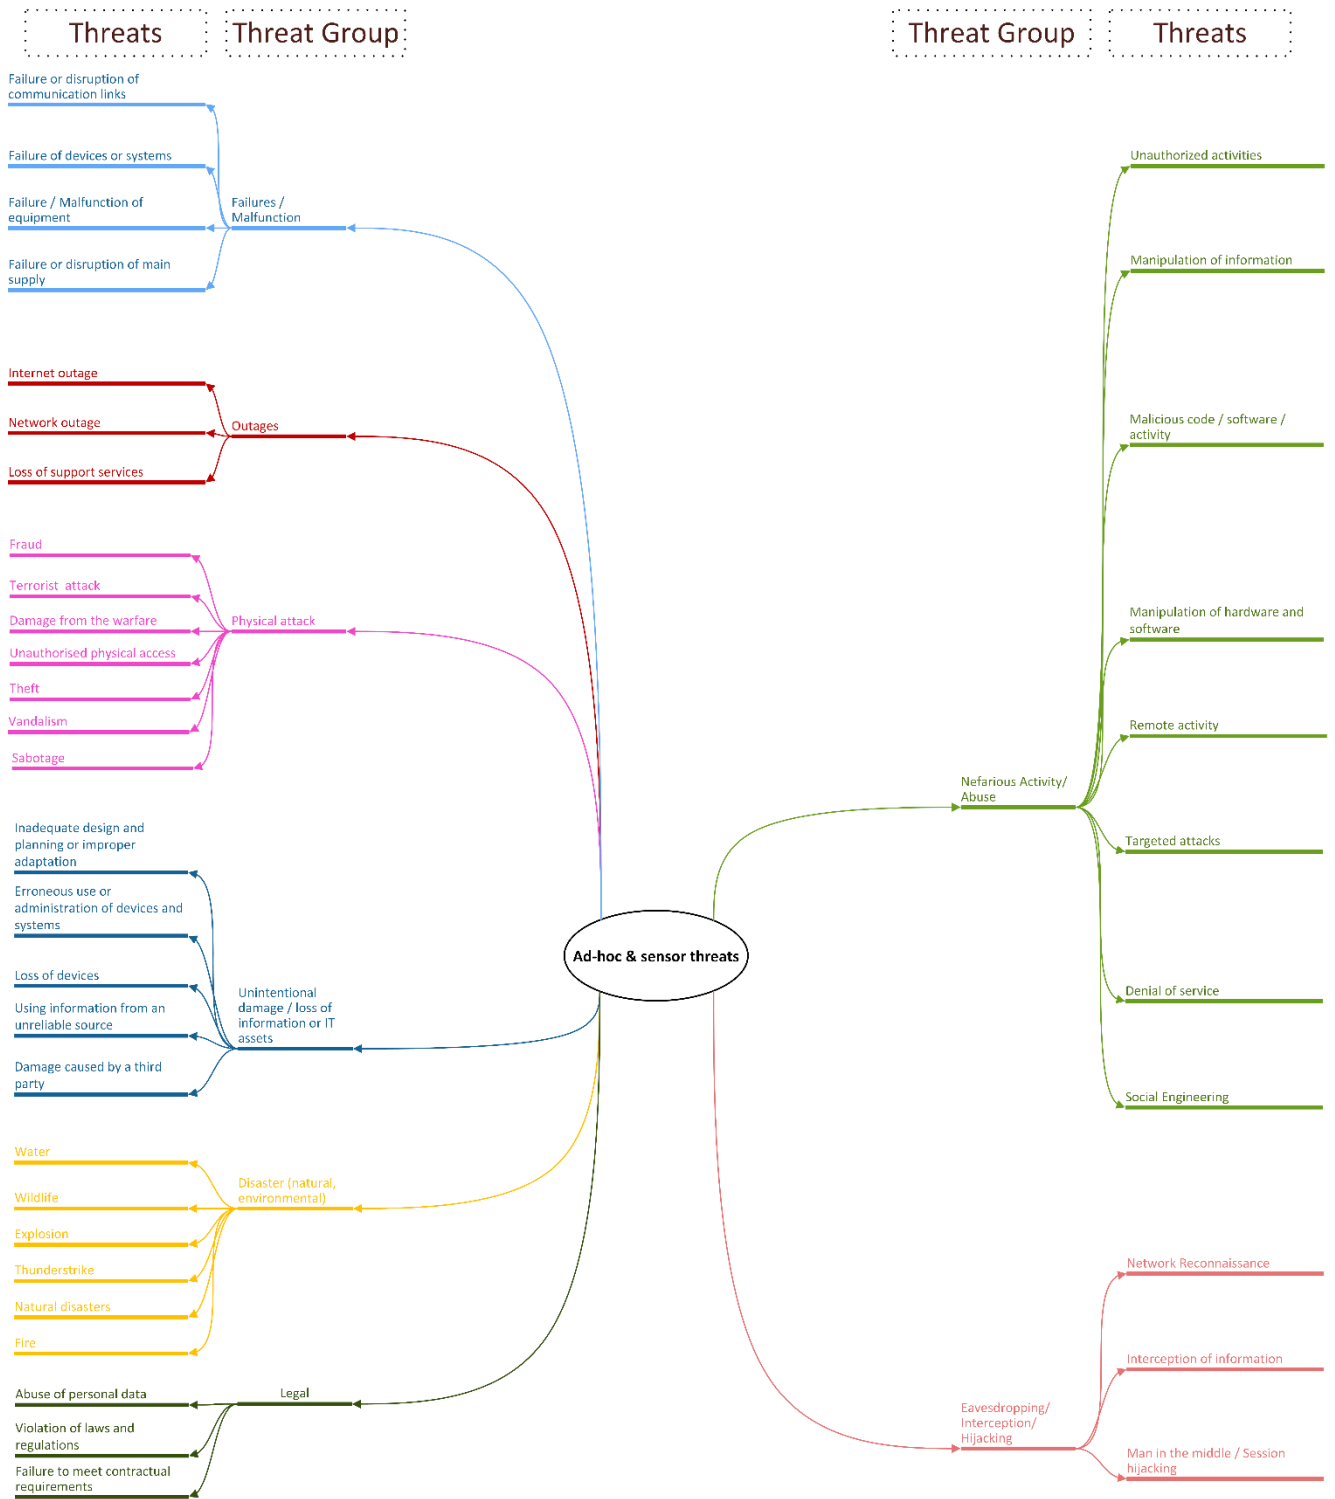 Threats
Threat Group
Threat Group
Threats
Failure or disruption of
communication links
Failure of devices or systems
Failure / Malfunction of
equipment
Failure or disruption of main
supply
Failures /
Malfunction
Internet outage
Network outage
Loss of support services
Outages
Fraud
Terrorist  attack
Damage from the warfare
Unauthorised physical access
Theft
Vandalism
Sabotage
Physical attack
Inadequate design and
planning or improper
adaptation
Erroneous use or
administration of devices and
systems
Loss of devices
Using information from an
unreliable source
Damage caused by a third
party
Unintentional
damage / loss of
information or IT
assets
Water
Wildlife
Explosion
Thunderstrike
Natural disasters
Fire
Disaster (natural,
environmental)
Abuse of personal data
Violation of laws and
regulations
Failure to meet contractual
requirements
Legal
Ad-hoc & sensor threats
Nefarious Activity/
Abuse
Unauthorized activities
Manipulation of information
Malicious code / software /
activity
Manipulation of hardware and
software
Remote activity
Targeted attacks
Denial of service
Social Engineering
Eavesdropping/
Interception/
Hijacking
Network Reconnaissance
Interception of information
Man in the middle / Session
hijacking